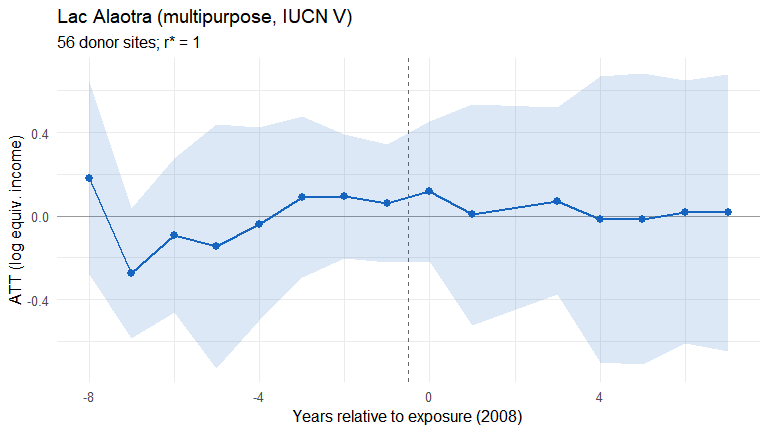 Lac Alaotra (multipurpose, IUCN V)
56 donor sites; r* = 1
ATT (log equiv. income)
0.4
0.0
-0.4
-8
-4
0
4
Years relative to exposure (2008)